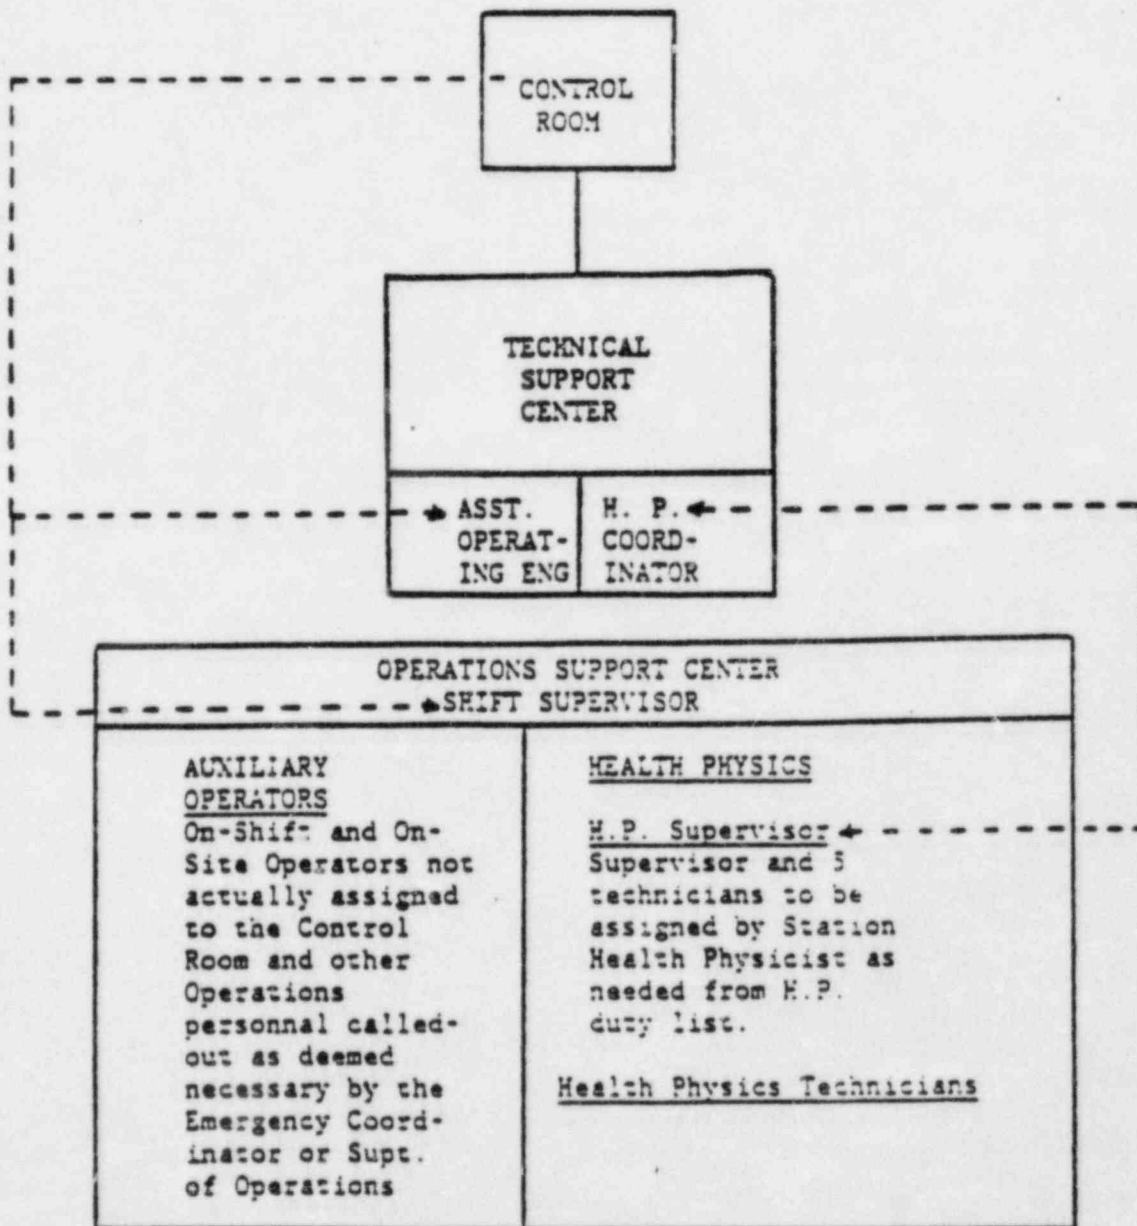 CONTROL
ROOM
TECHNICAL
SUPPORT
CENTER
ASST.
OPERAT-
ING ENG
H. P.
COORD-
INATOR
OPERATIONS SUPPORT CENTER
SHIFT SUPERVISOR
AUXILIARY
OPERATORS
On-Shift and On-
Site Operators not
actually assigned
to the Control
Room and other
Operations
personnal called-
out as deemed
necessary by the
Emergency Coord-
inator or Supt.
of Operations
HEALTH PHYSICS
H.P. Supervisor
Supervisor and 5
technicians to be
assigned by Station
Health Physicist as
needed from H.P.
duty list.
Health Physics Technicians